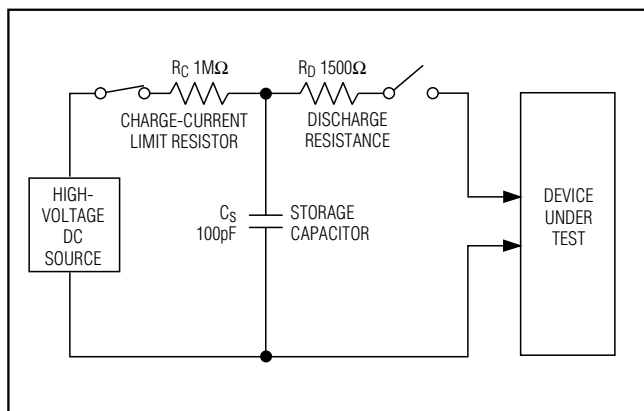 RC 1MΩ
CHARGE-CURRENT
LIMIT RESISTOR
RD 1500Ω
DISCHARGE
RESISTANCE
HIGH-
VOLTAGE
DC
SOURCE
CS
100pF
STORAGE
CAPACITOR
DEVICE
UNDER
TEST